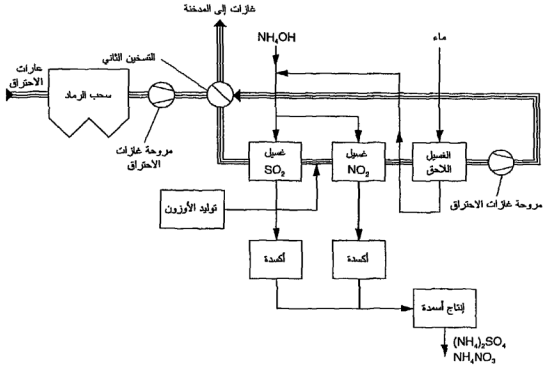 غازات إلى المدخنة
NH₄OH
ماء
التسخين الثاني
غازات
الاحتراق
سحب الرماد
مروحة غازات
الاحتراق
غسيل
SO₂
غسيل
NO₂
الغسيل
اللاحق
مروحة غازات الاحتراق
توليد الأوزون
أكسدة
أكسدة
إنتاج أسمدة
(NH₄)₂SO₄
NH₄NO₃